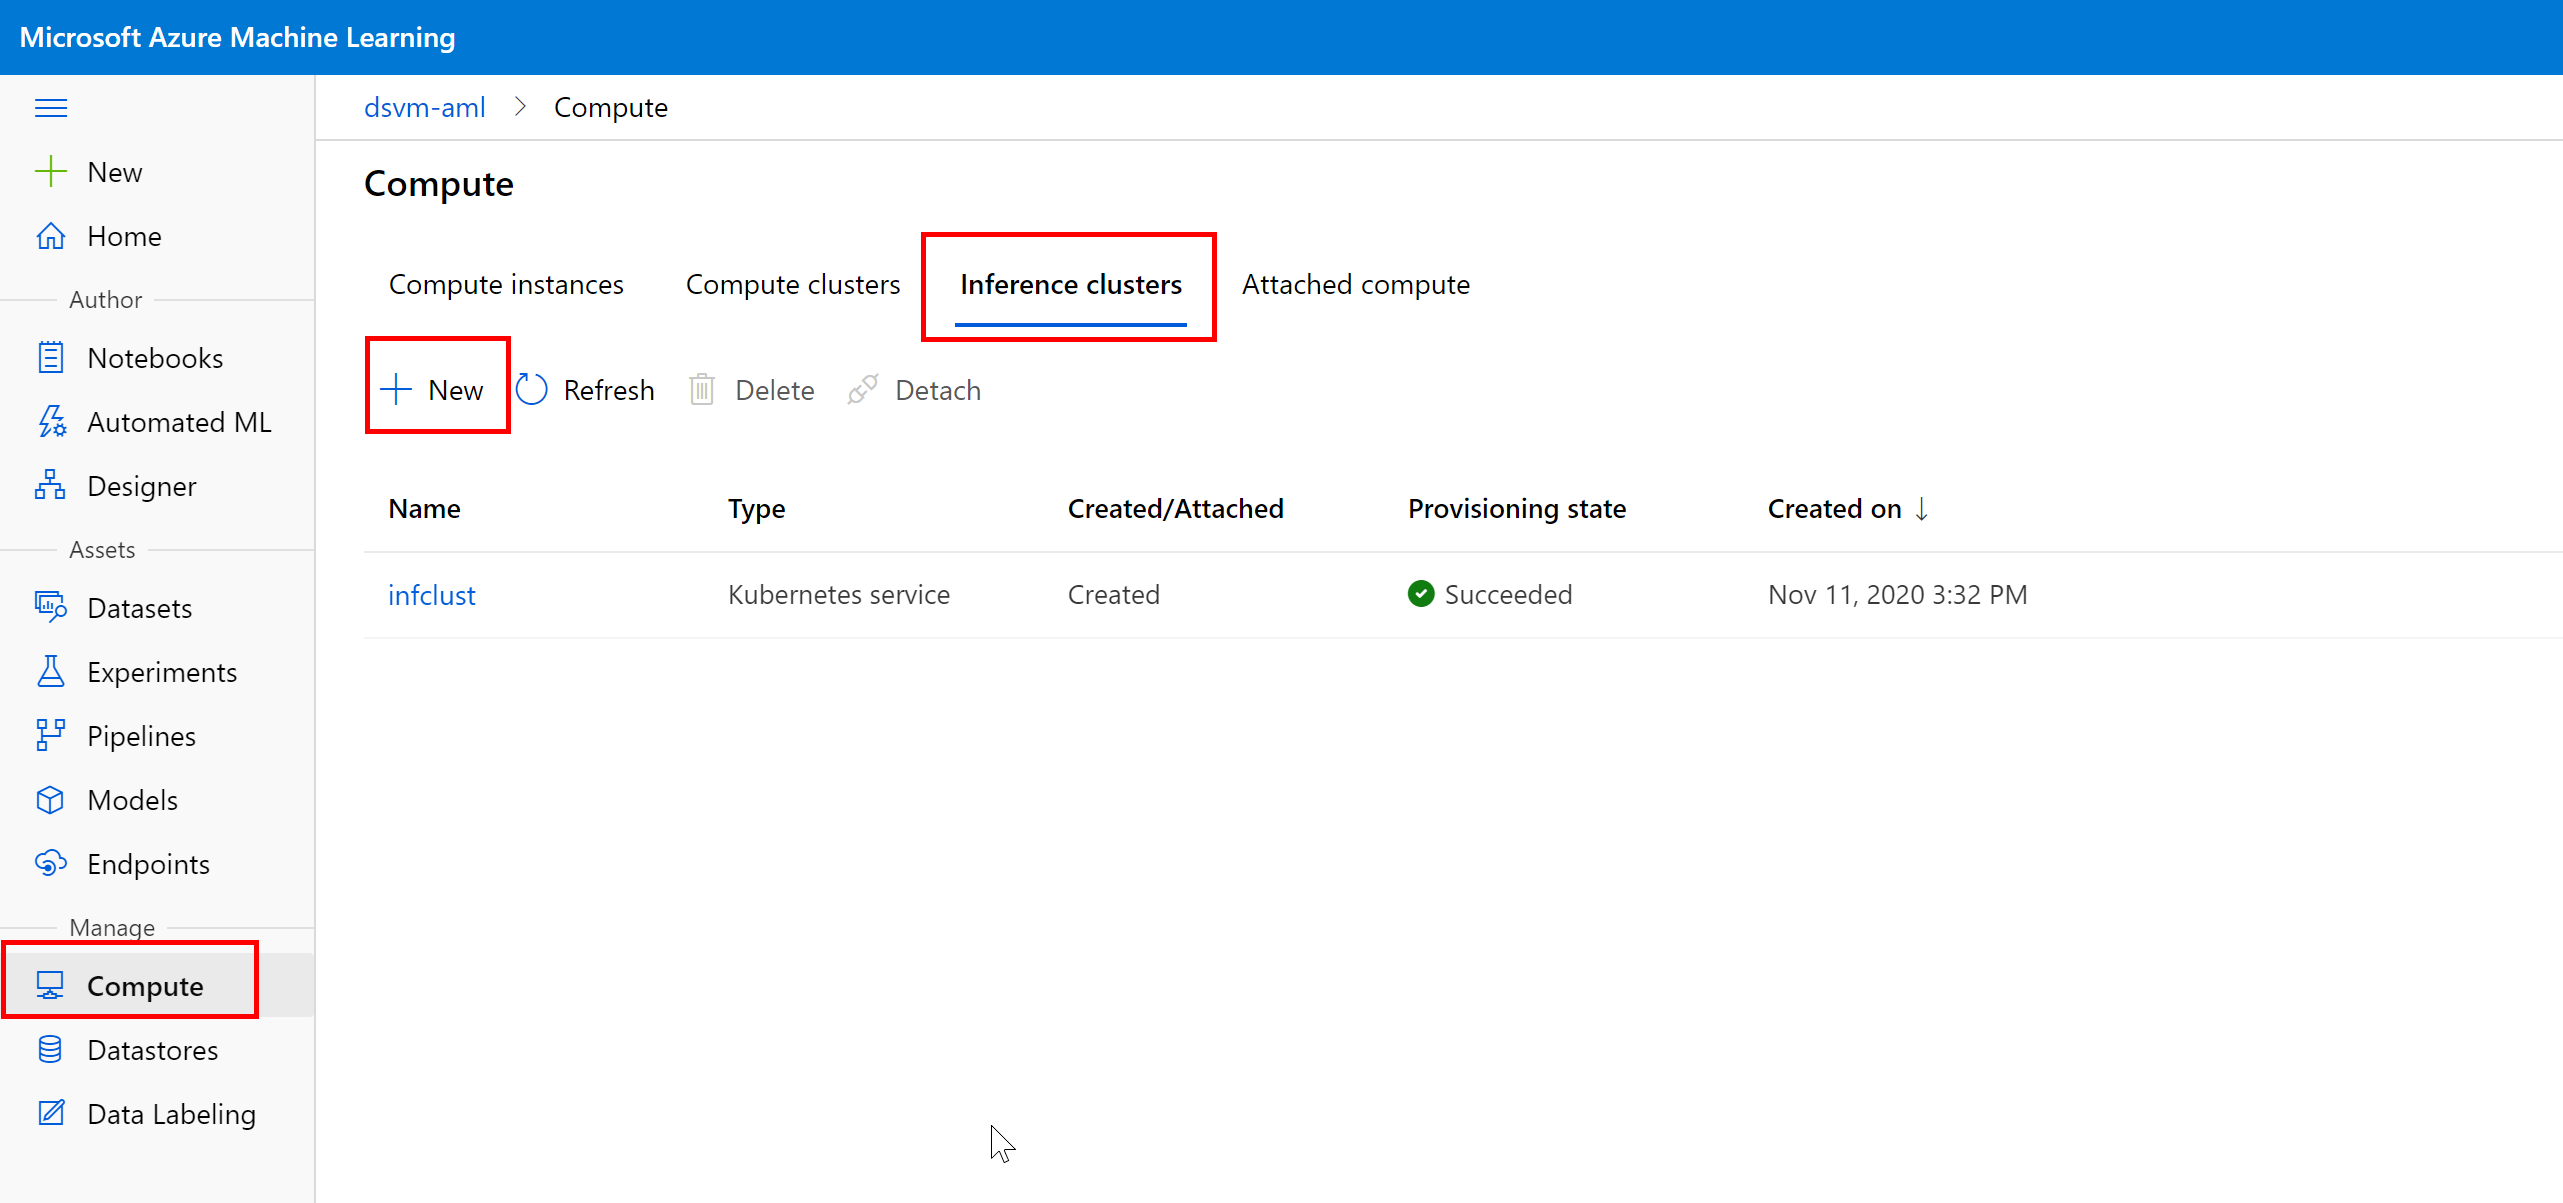 Microsoft Azure Machine Learning
dsvm-aml > Compute
New
Home
Author
Notebooks
Automated ML
Designer
Assets
Datasets
Experiments
Pipelines
Models
Endpoints
Manage
Compute
Datastores
Data Labeling
Compute
Compute instances Compute clusters Inference clusters Attached compute
New Refresh Delete Detach
Name Type Created/Attached Provisioning state Created on ↓
infclust Kubernetes service Created Succeeded Nov 11, 2020 3:32 PM